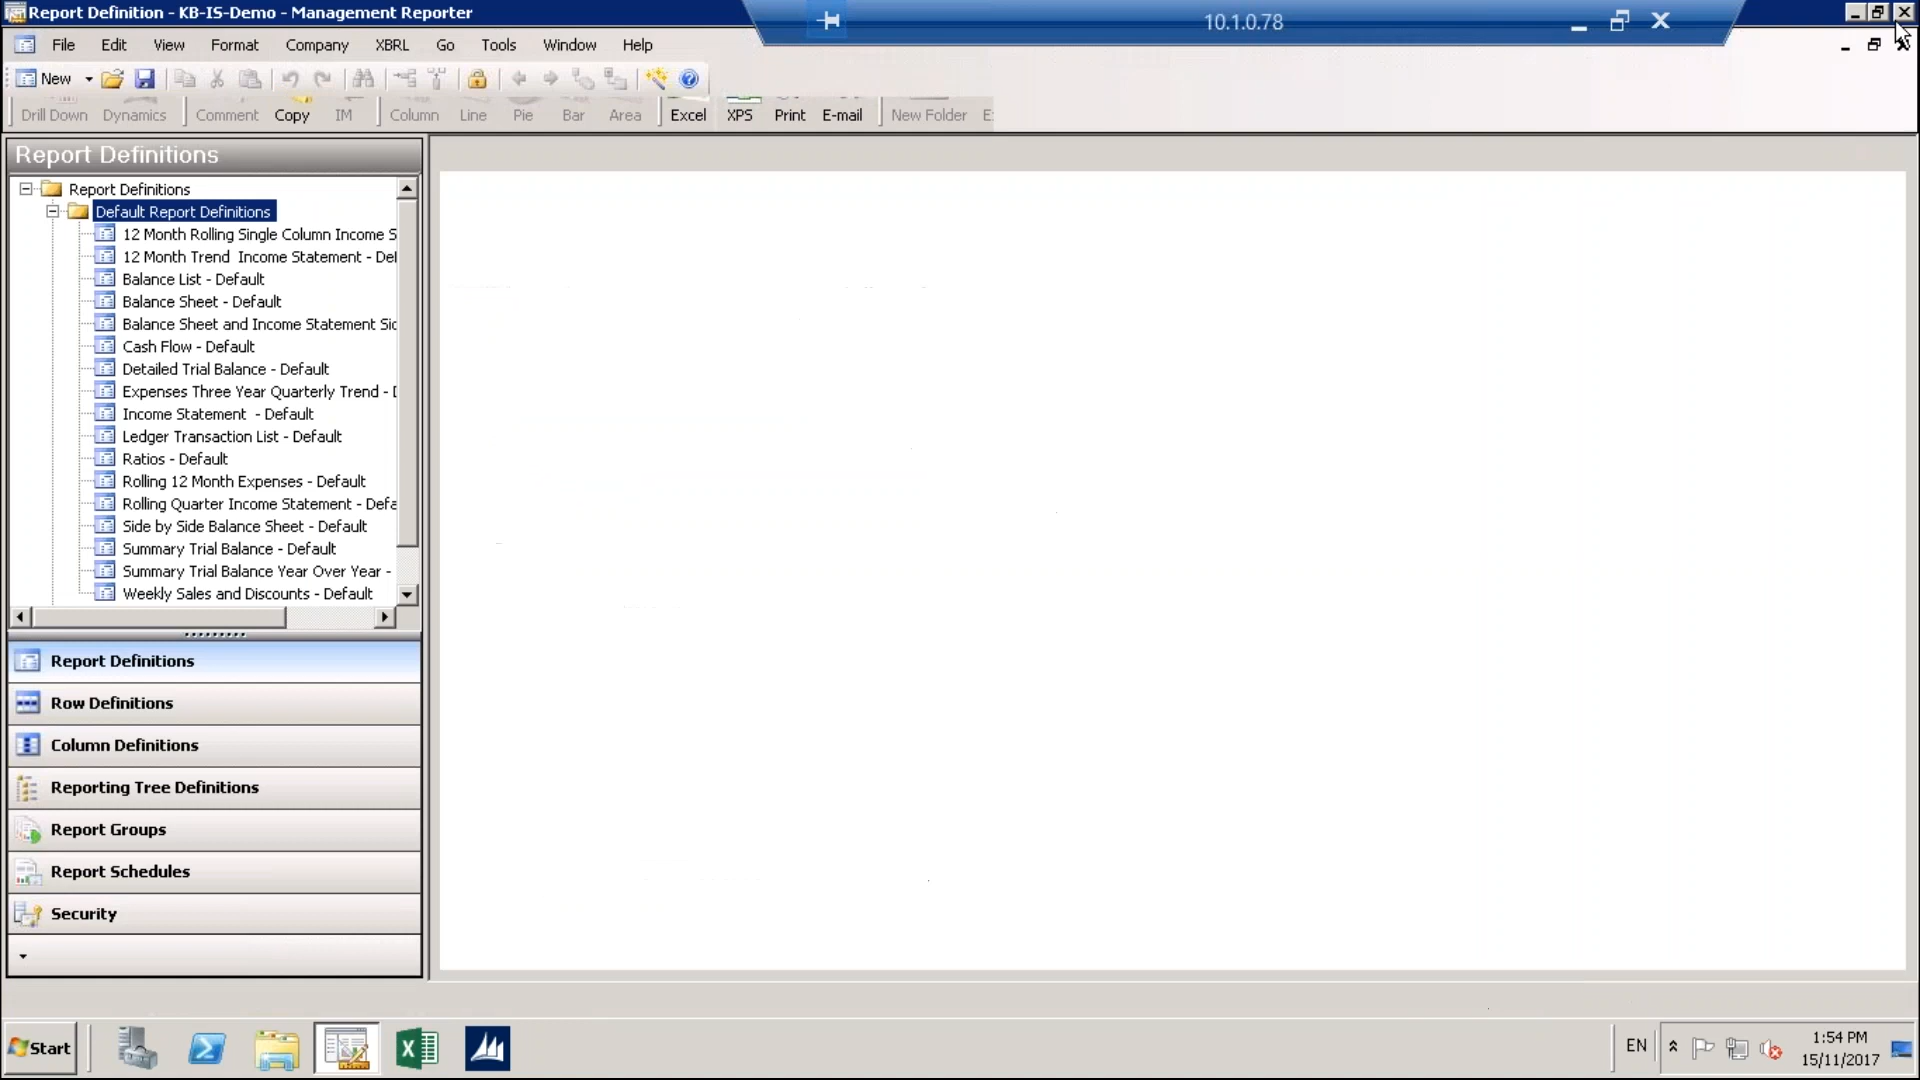 Report Definition - KB-IS-Demo - Management Reporter
10.1.0.78
File Edit View Format Company XBRL Go Tools Window Help
New
Drill Down Dynamics Comment Copy IM Column Line Pie Bar Area Excel XPS Print E-mail New Folder E
Report Definitions
Report Definitions
Default Report Definitions
12 Month Rolling Single Column Income S
12 Month Trend Income Statement - Def
Balance List - Default
Balance Sheet - Default
Balance Sheet and Income Statement Sid
Cash Flow - Default
Detailed Trial Balance - Default
Expenses Three Year Quarterly Trend - D
Income Statement - Default
Ledger Transaction List - Default
Ratios - Default
Rolling 12 Month Expenses - Default
Rolling Quarter Income Statement - Defa
Side by Side Balance Sheet - Default
Summary Trial Balance - Default
Summary Trial Balance Year Over Year -
Weekly Sales and Discounts - Default
Report Definitions
Row Definitions
Column Definitions
Reporting Tree Definitions
Report Groups
Report Schedules
Security
Start
EN
1:54 PM
15/11/2017